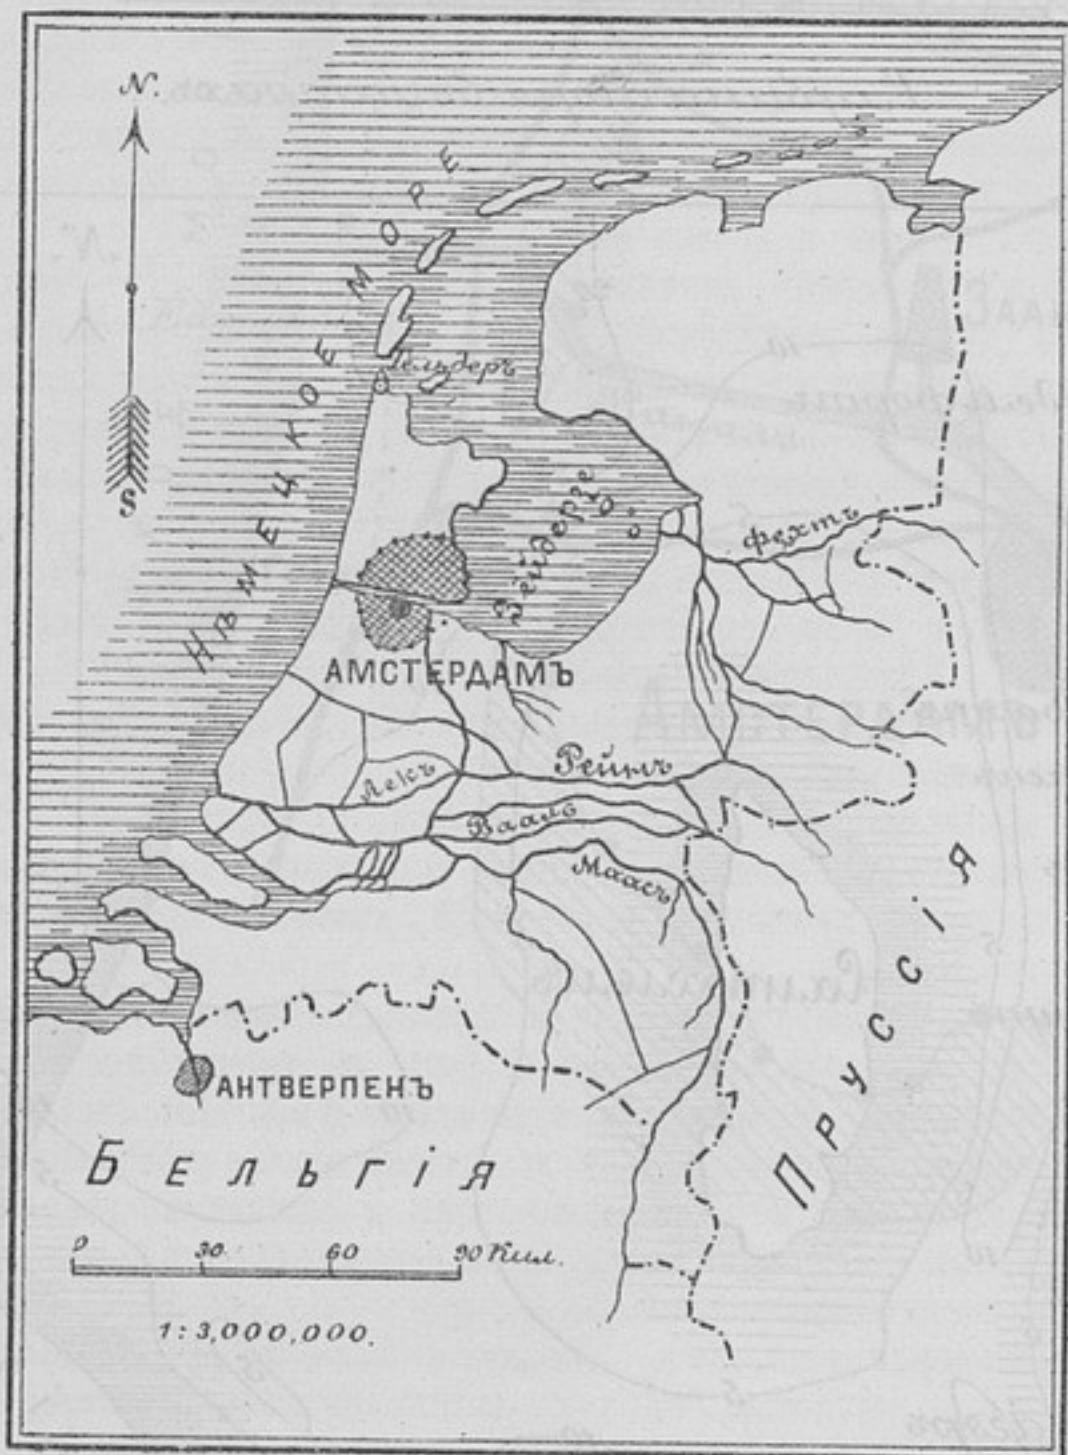 N.
НѢМЕЦКОЕ МОРЕ
Гельдеръ
Зейдерзе
Фехтъ
АМСТЕРДАМЪ
Рейнъ
Лекъ
Ваалъ
Маасъ
ПРУССІЯ
S
АНТВЕРПЕНЪ
БЕЛЬГІЯ
0 30 60 90 Кил.
1:3,000,000.